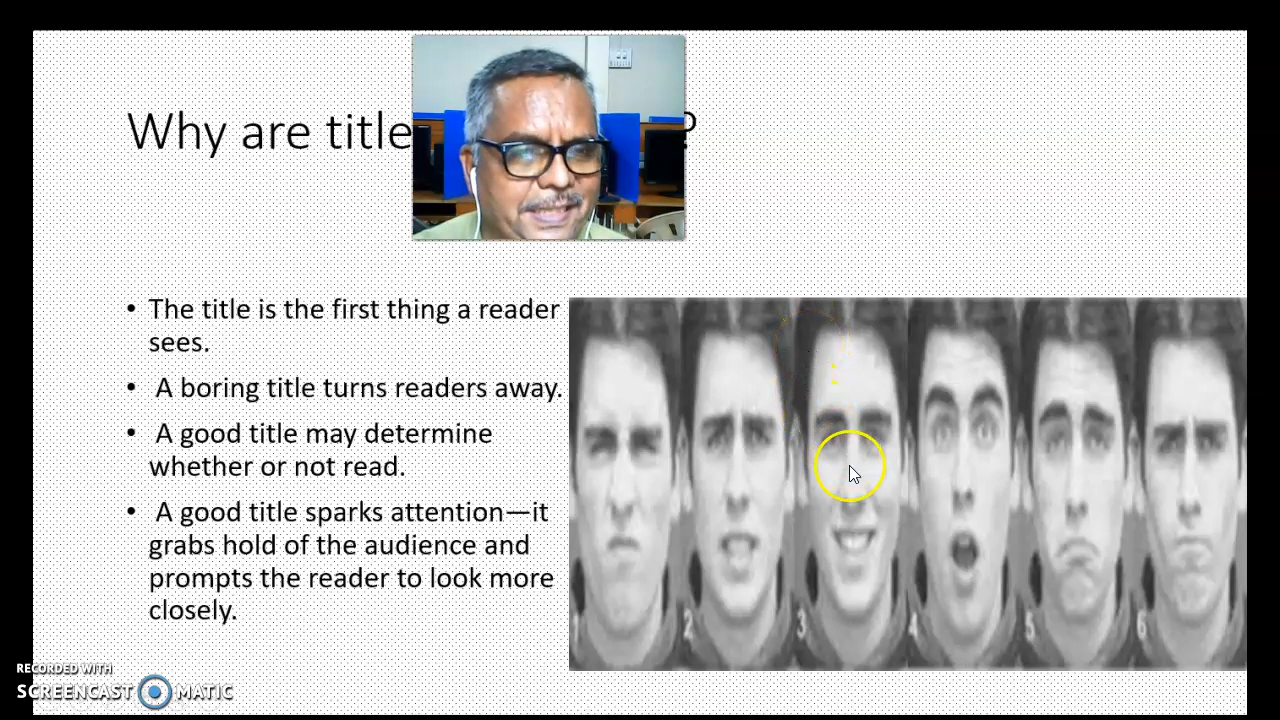 Why are title ?
• The title is the first thing a reader
sees.
• A boring title turns readers away.
• A good title may determine
whether or not read.
• A good title sparks attention—it
grabs hold of the audience and
prompts the reader to look more
closely.
1 2 3 4 5 6
RECORDED WITH
SCREENCAST MATIC